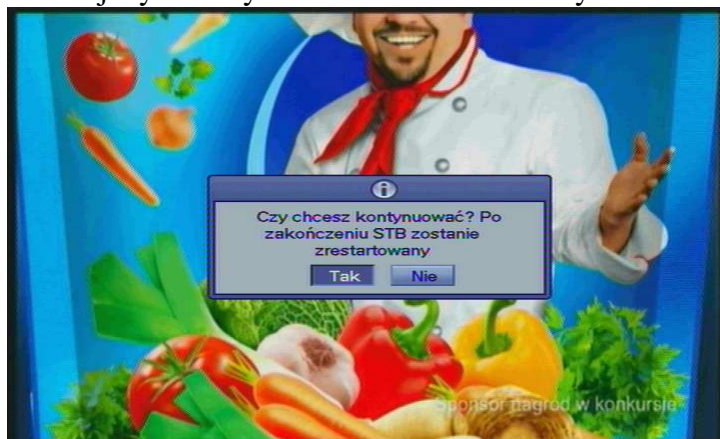 Czy chcesz kontynuować? Po
zakończeniu STB zostanie
zrestartowany
Tak
Nie
Sponsor nagród w konkursie